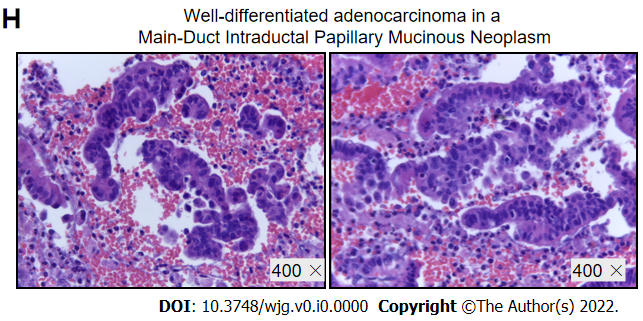 H
Well-differentiated adenocarcinoma in a
Main-Duct Intraductal Papillary Mucinous Neoplasm
400 ×
400 ×
DOI: 10.3748/wjg.v0.i0.0000 Copyright ©The Author(s) 2022.